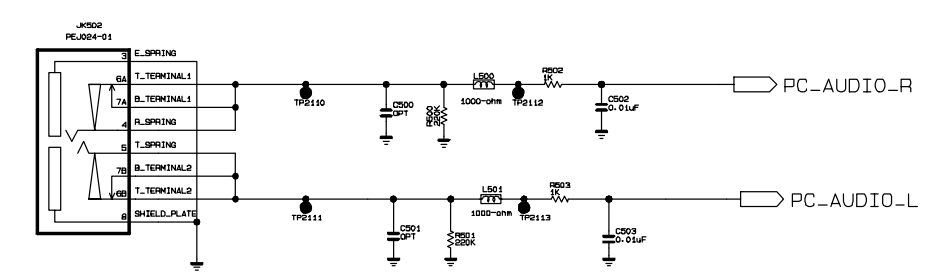 JK502
PEJ024-01
3 E_SPRING
6A T_TERMINAL1
7A B_TERMINAL1
4 R_SPRING
5 T_SPRING
7B B_TERMINAL2
6B T_TERMINAL2
8 SHIELD_PLATE
TP2110
C500
OPT
R500
220K
L500
1000-ohm
TP2112
R502
1K
C502
0.01uF
PC_AUDIO_R
TP2111
C501
OPT
R501
220K
L501
1000-ohm
TP2113
R503
1K
C503
0.01uF
PC_AUDIO_L